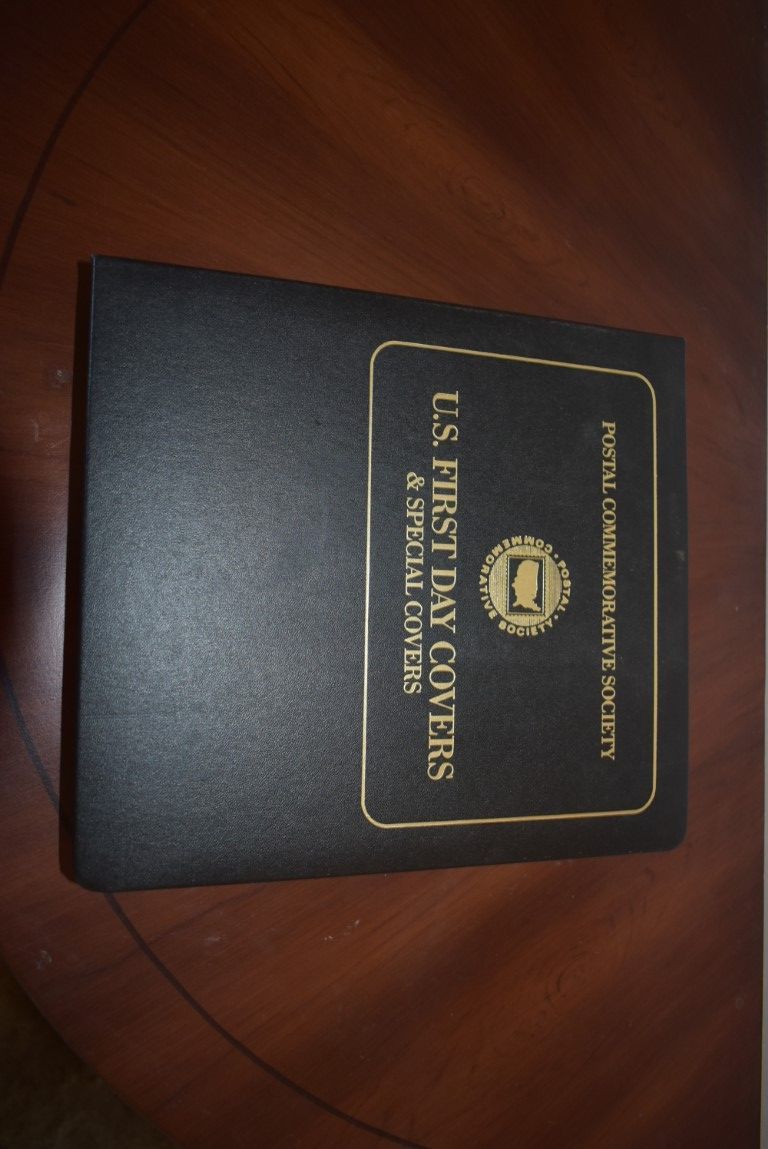 POSTAL COMMEMORATIVE SOCIETY
• POSTAL • COMMEMORATIVE SOCIETY
U.S. FIRST DAY COVERS
& SPECIAL COVERS